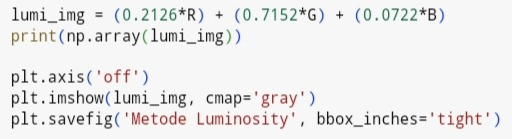 lumi_img = (0.2126*R) + (0.7152*G) + (0.0722*B)
print(np.array(lumi_img))
plt.axis('off')
plt.imshow(lumi_img, cmap='gray')
plt.savefig('Metode Luminosity', bbox_inches='tight')